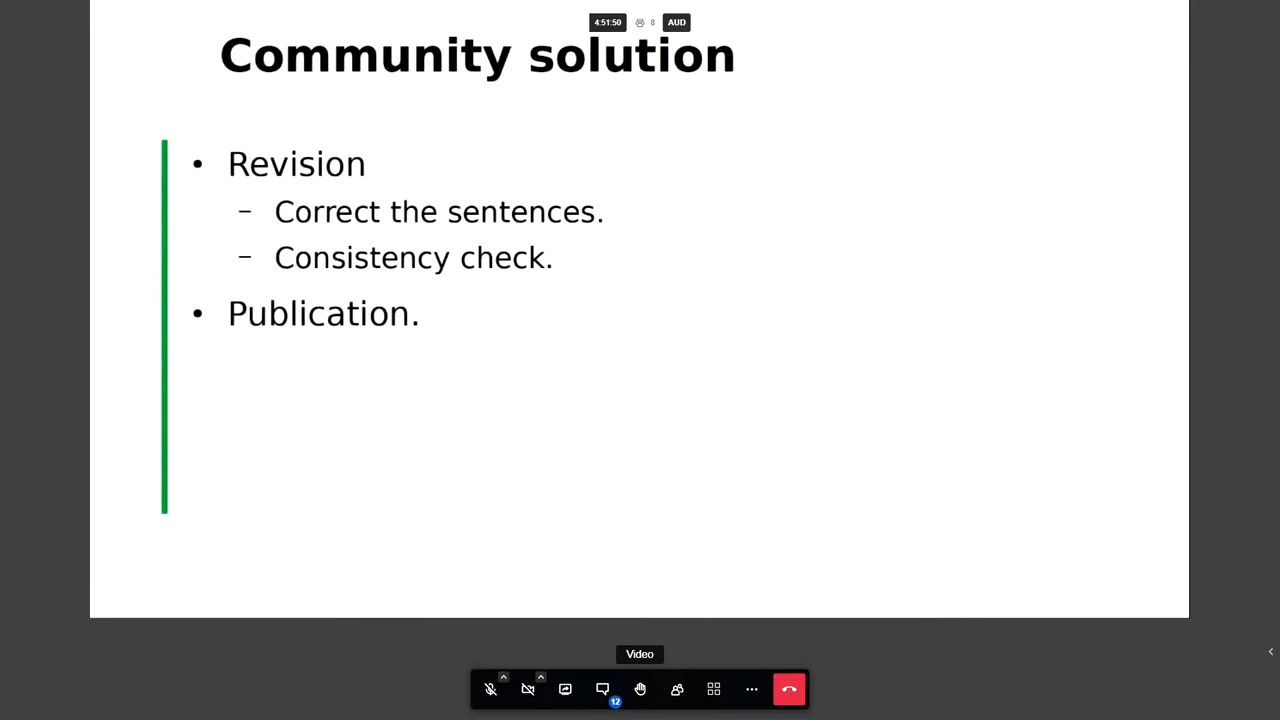 4:51:50 8 AUD
Community solution
• Revision
– Correct the sentences.
– Consistency check.
• Publication.
Video
12